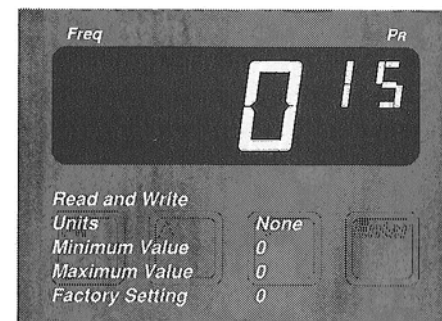 Freq PR
0 15
Read and Write
Units None
Minimum Value 0
Maximum Value 0
Factory Setting 0